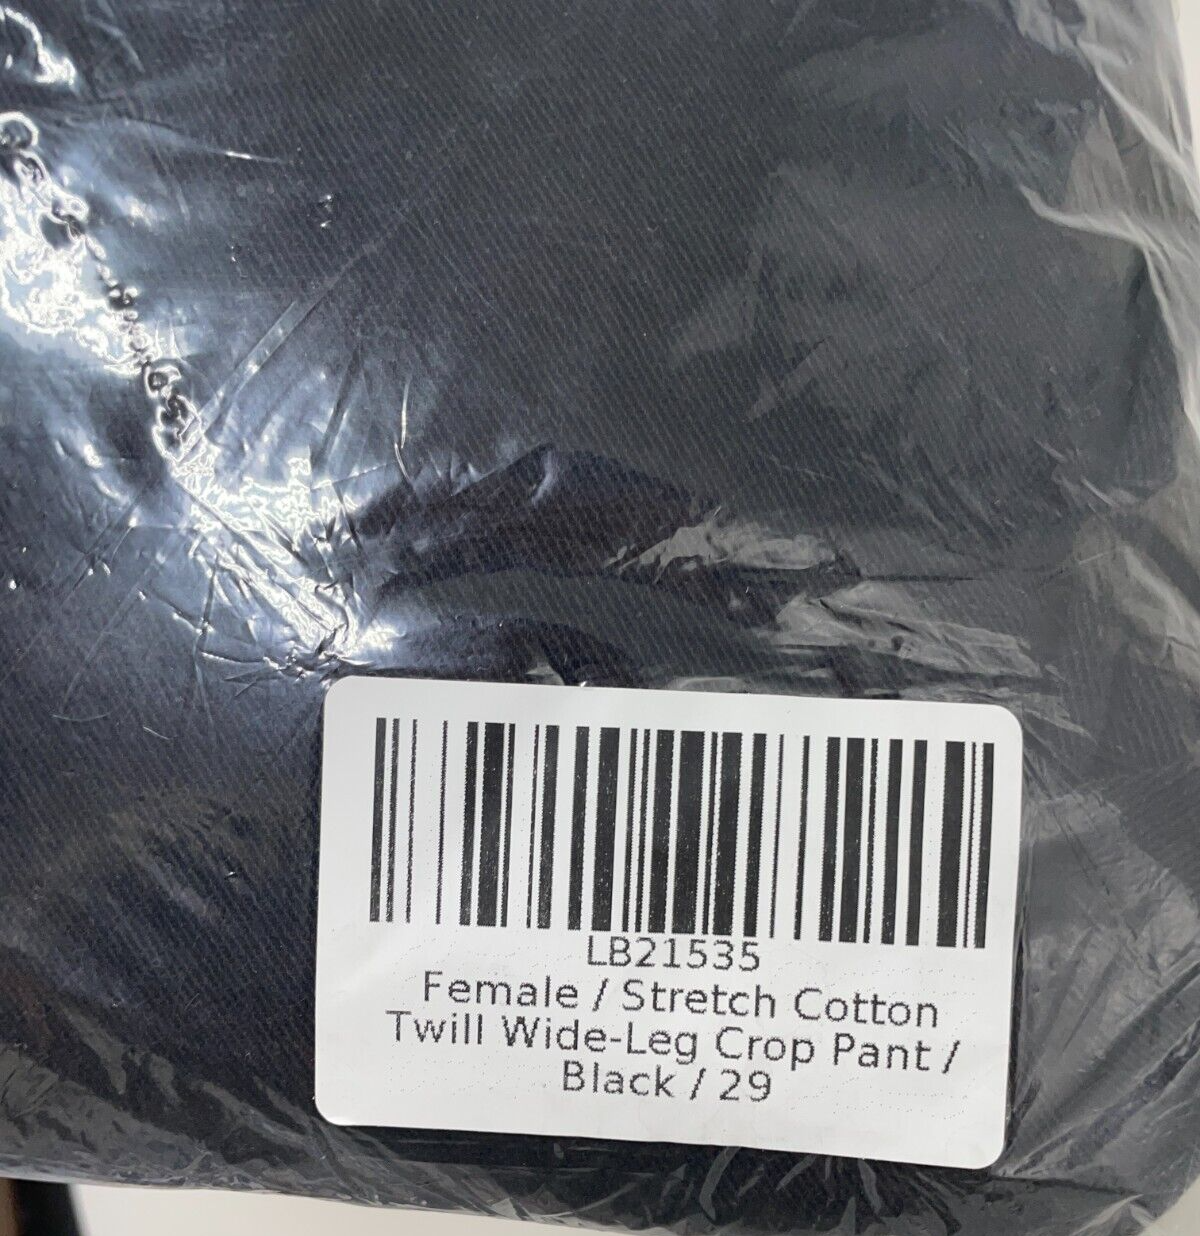 LB21535
Female / Stretch Cotton
Twill Wide-Leg Crop Pant /
Black / 29